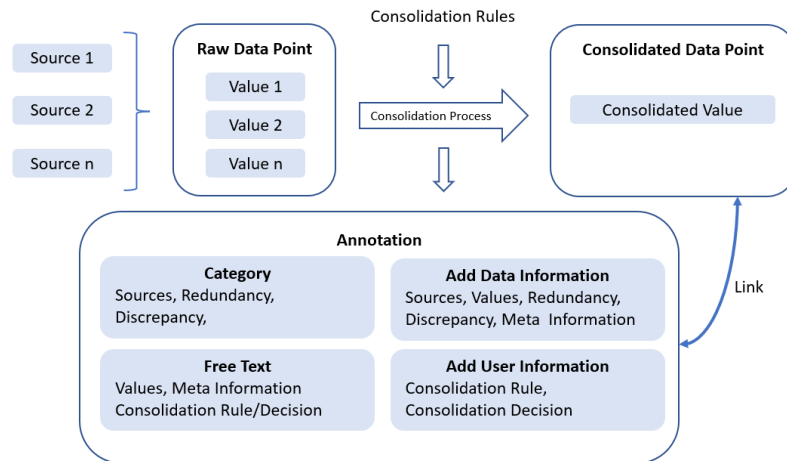 Consolidation Rules
Source 1
Source 2
Source n
Raw Data Point
Value 1
Value 2
Value n
Consolidation Process
Consolidated Data Point
Consolidated Value
Annotation
Category
Sources, Redundancy,
Discrepancy,
Add Data Information
Sources, Values, Redundancy,
Discrepancy, Meta Information
Free Text
Values, Meta Information
Consolidation Rule/Decision
Add User Information
Consolidation Rule,
Consolidation Decision
Link